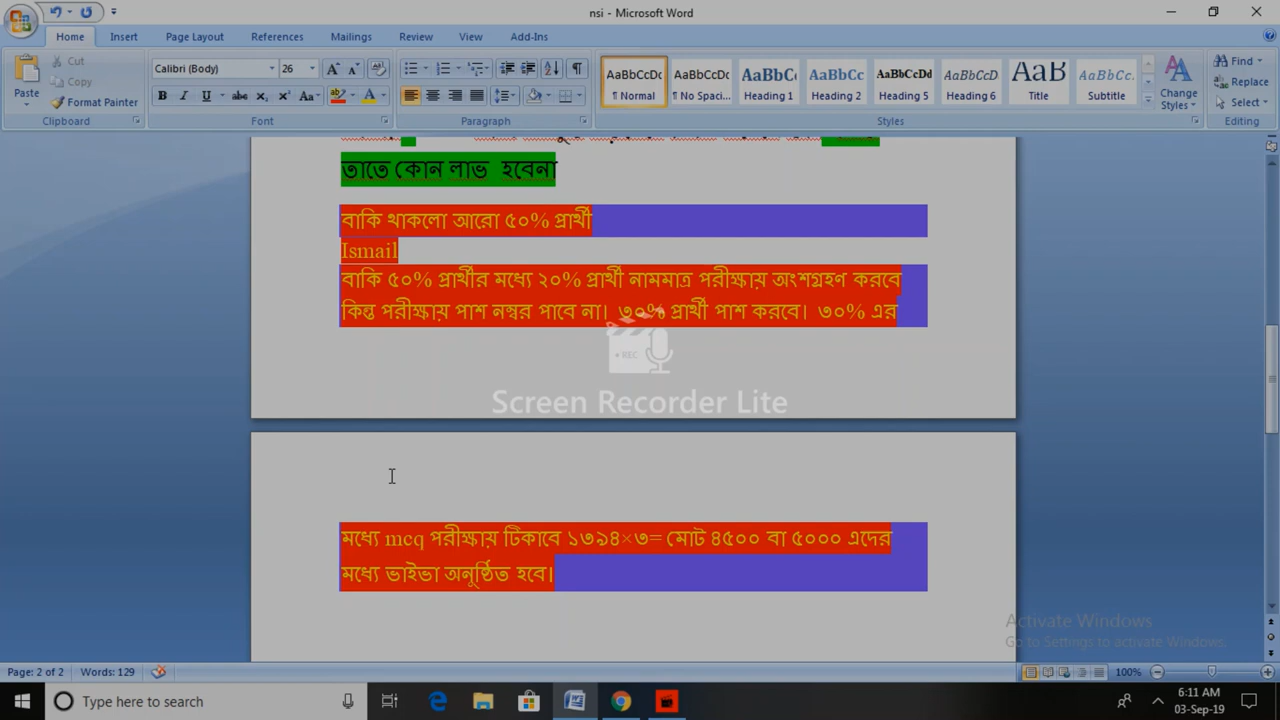 nsi - Microsoft Word
Home Insert Page Layout References Mailings Review View Add-Ins
Cut
Copy
Paste
Format Painter
Clipboard
Calibri (Body) 26
Font
Paragraph
AaBbCcDc AaBbCcDc AaBbC AaBbCc AaBbCcDd AaBbCcD AaB AaBbCc.
¶ Normal ¶ No Spaci... Heading 1 Heading 2 Heading 5 Heading 6 Title Subtitle
Change Styles
Styles
Find
Replace
Select
Editing
তাতে কোন লাভ হবেনা
বাকি থাকলো আরো ৫০% প্রার্থী
Ismail
বাকি ৫০% প্রার্থীর মধ্যে ২০% প্রার্থী নামমাত্র পরীক্ষায় অংশগ্রহণ করবে
কিন্ত পরীক্ষায় পাশ নম্বর পাবে না। ৩০% প্রার্থী পাশ করবে। ৩০% এর
REC
Screen Recorder Lite
মধ্যে mcq পরীক্ষায় টিকাবে ১৩৯৪×৩= মোট ৪৫০০ বা ৫০০০ এদের
মধ্যে ভাইভা অনুষ্ঠিত হবে।
Activate Windows
Go to Settings to activate Windows.
Page: 2 of 2 Words: 129
100%
Type here to search
6:11 AM
03-Sep-19